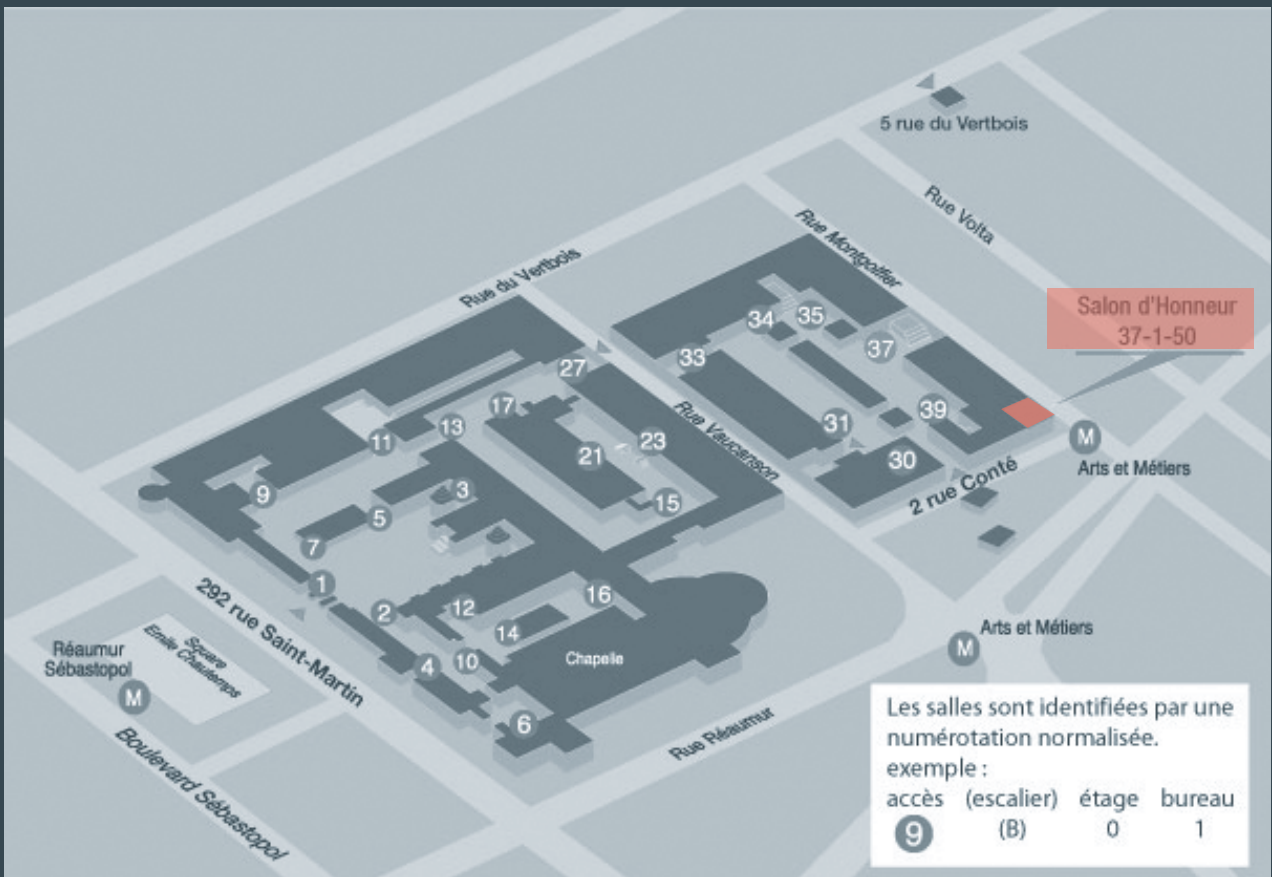 5 rue du Vertbois
Rue Volta
Rue Montgolfier
Rue du Vertbois
Salon d'Honneur
37-1-50
34
35
37
33
27
17
Rue Vaucanson
39
31
30
11
13
23
21
M
Arts et Métiers
2 rue Conté
9
3
15
5
7
1
16
292 rue Saint-Martin
2
12
14
Arts et Métiers
M
Square
Emile Chautemps
Réaumur
Sébastopol
M
10
4
Chapelle
6
Rue Réaumur
Boulevard Sébastopol
Les salles sont identifiées par une
numérotation normalisée.
exemple :
accès (escalier) étage bureau
9 (B) 0 1